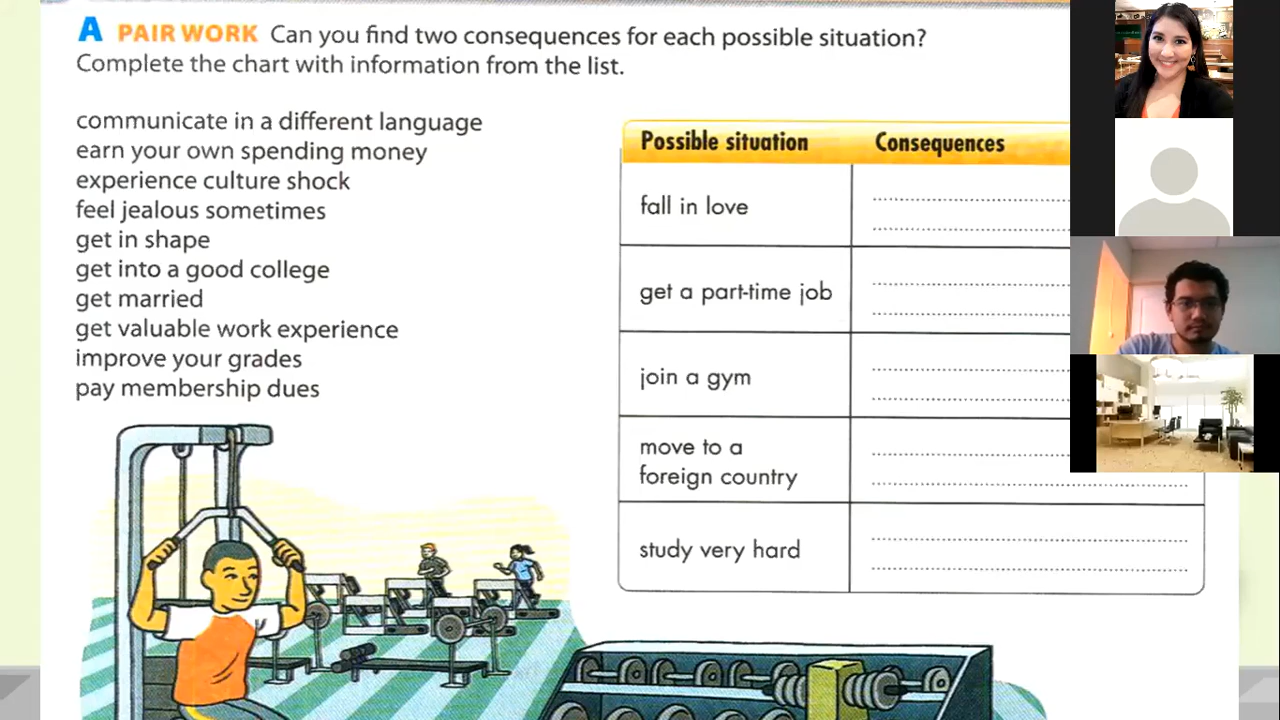 A PAIR WORK Can you find two consequences for each possible situation?
Complete the chart with information from the list.
communicate in a different language
earn your own spending money
experience culture shock
feel jealous sometimes
get in shape
get into a good college
get married
get valuable work experience
improve your grades
pay membership dues
Possible situation Consequences
fall in love
get a part-time job
join a gym
move to a
foreign country
study very hard